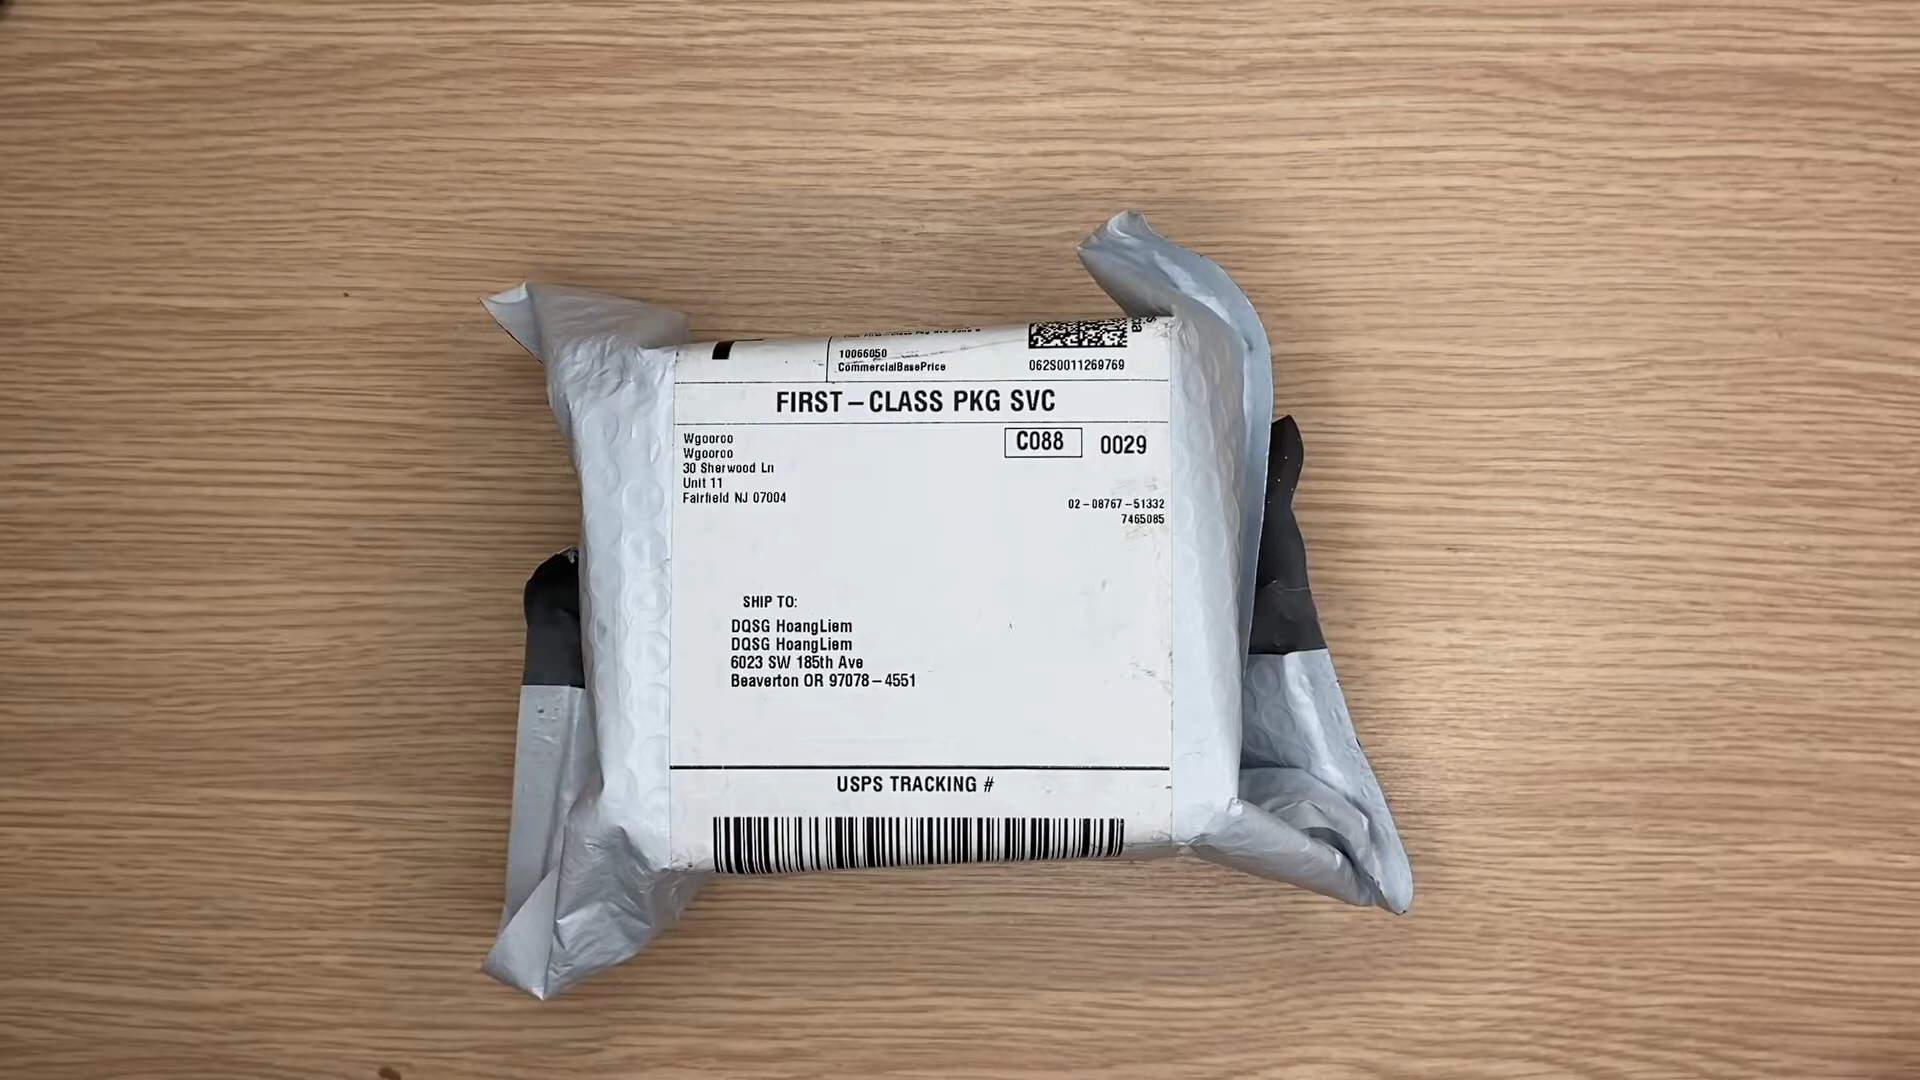 10066050
CommercialBasePrice
062S0011269769
FIRST – CLASS PKG SVC
Wgooroo
Wgooroo
30 Sherwood Ln
Unit 11
Fairfield NJ 07004
C088 0029
02 – 08767 – 51332
7465085
SHIP TO:
DQSG HoangLiem
DQSG HoangLiem
6023 SW 185th Ave
Beaverton OR 97078 – 4551
USPS TRACKING #